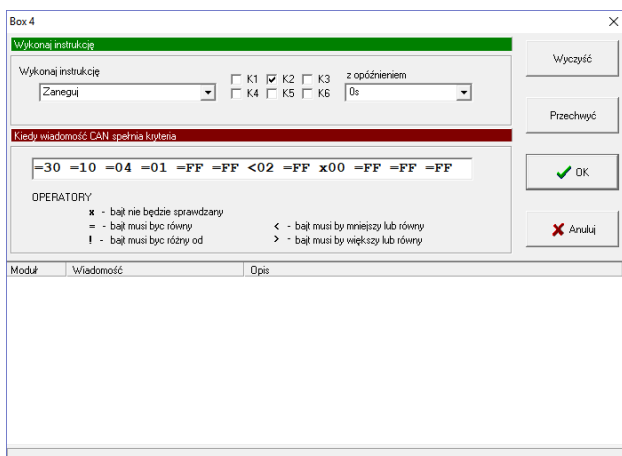 Box 4
Wykonaj instrukcję
Wyczyść
Wykonaj instrukcję
K1 K2 K3 z opóźnieniem
Zaneguj K4 K5 K6 0s
Przechwyć
Kiedy wiadomość CAN spełnia kryteria
=30 =10 =04 =01 =FF =FF <02 =FF x00 =FF =FF =FF
OK
OPERATORY
x - bajt nie będzie sprawdzany
= - bajt musi byc równy < - bajt musi by mniejszy lub równy
! - bajt musi byc różny od > - bajt musi by większy lub równy
Anuluj
Moduł Wiadomość Opis